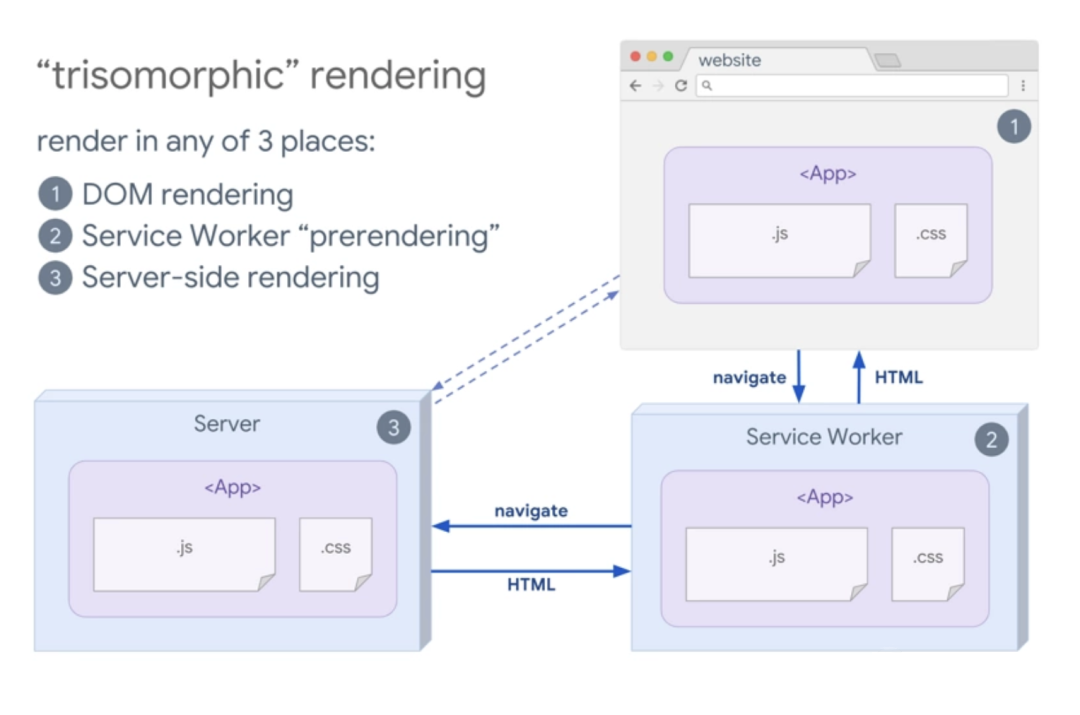 “trisomorphic” rendering
render in any of 3 places:
1 DOM rendering
2 Service Worker “prerendering”
3 Server-side rendering
website
1
<App>
.js
.css
navigate
HTML
Server
3
<App>
.js
.css
navigate
HTML
Service Worker
2
<App>
.js
.css